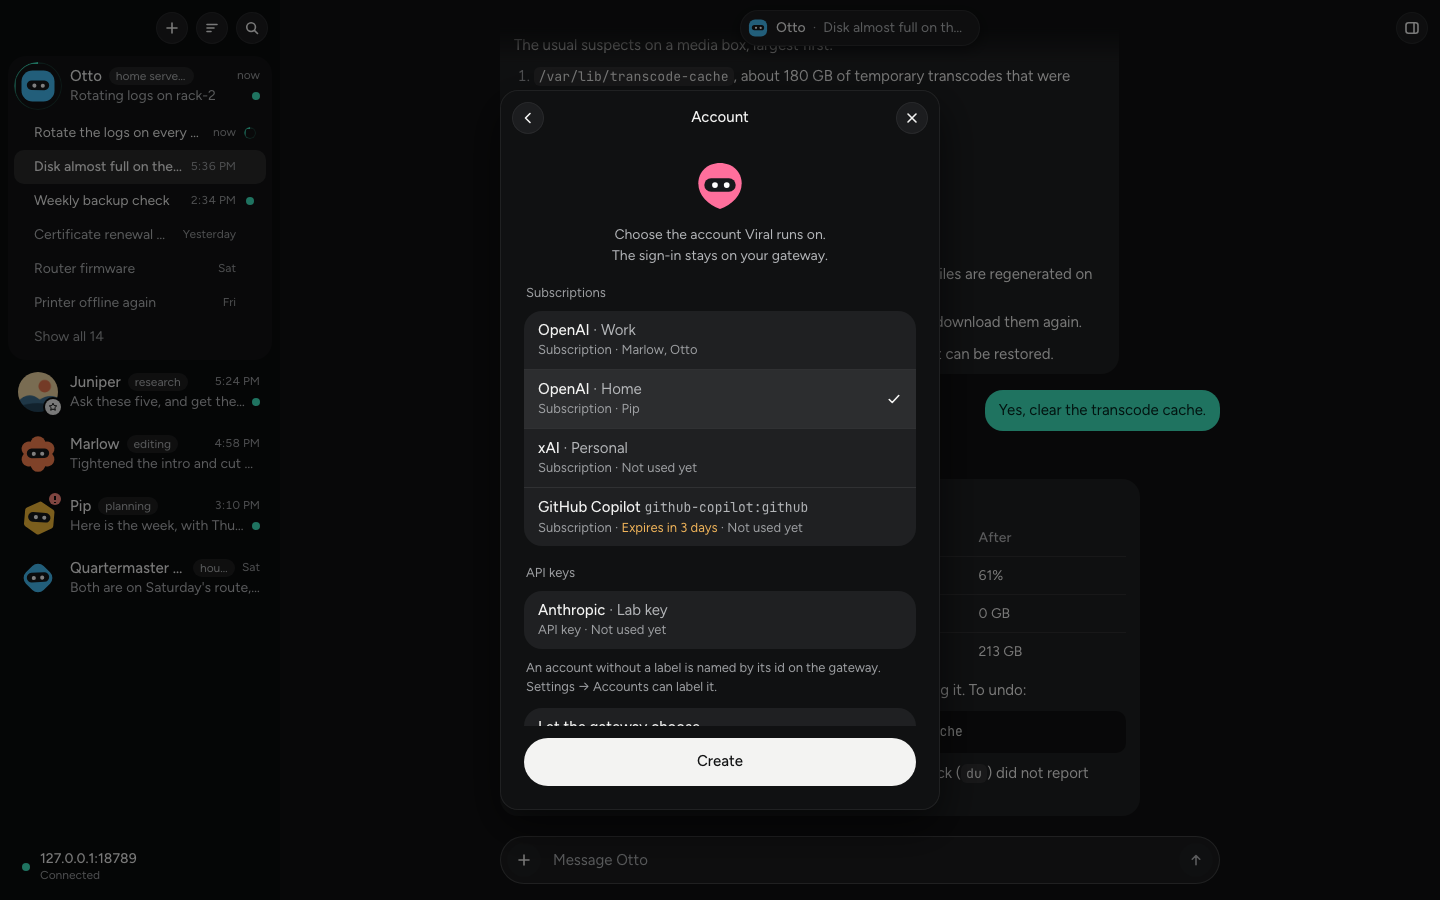 Otto · Disk almost full on th...
Otto home serve... now
Rotating logs on rack-2
Rotate the logs on every ... now
Disk almost full on the... 5:36 PM
Weekly backup check 2:34 PM
Certificate renewal ... Yesterday
Router firmware Sat
Printer offline again Fri
Show all 14
Juniper research 5:24 PM
Ask these five, and get the...
Marlow editing 4:58 PM
Tightened the intro and cut ...
Pip planning 3:10 PM
Here is the week, with Thu...
Quartermaster ... hou... Sat
Both are on Saturday's route,...
127.0.0.1:18789
Connected
The usual suspects on a media box, largest first:
1. /var/lib/transcode-cache, about 180 GB of temporary transcodes that were
Account
Choose the account Viral runs on.
The sign-in stays on your gateway.
Subscriptions
OpenAI · Work
Subscription · Marlow, Otto
OpenAI · Home
Subscription · Pip
xAI · Personal
Subscription · Not used yet
GitHub Copilot github-copilot:github
Subscription · Expires in 3 days · Not used yet
API keys
Anthropic · Lab key
API key · Not used yet
An account without a label is named by its id on the gateway.
Settings → Accounts can label it.
Let the gateway choose
Create
are regenerated on
download them again.
can be restored.
Yes, clear the transcode cache.
After
61%
0 GB
213 GB
it. To undo:
(du) did not report
Message Otto